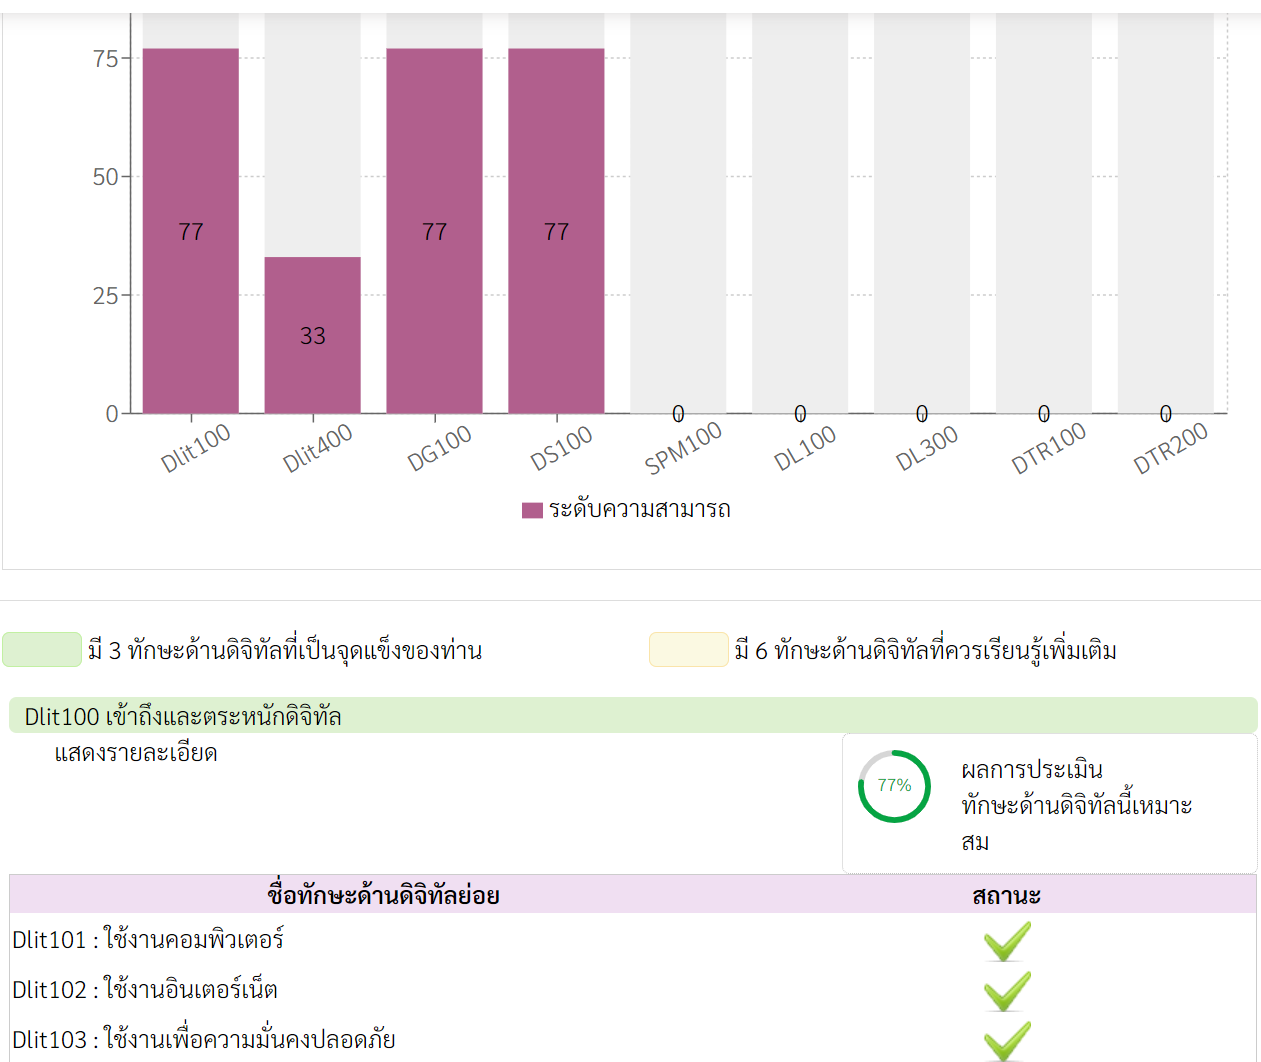 75
50
25
0
77
33
77
77
0
0
0
0
0
Dlit100
Dlit400
DG100
DS100
SPM100
DL100
DL300
DTR100
DTR200
ระดับความสามารถ
มี 3 ทักษะด้านดิจิทัลที่เป็นจุดแข็งของท่าน
มี 6 ทักษะด้านดิจิทัลที่ควรเรียนรู้เพิ่มเติม
Dlit100 เข้าถึงและตระหนักดิจิทัล
แสดงรายละเอียด
77%
ผลการประเมิน
ทักษะด้านดิจิทัลนี้เหมาะ
สม
ชื่อทักษะด้านดิจิทัลย่อย
สถานะ
Dlit101 : ใช้งานคอมพิวเตอร์
Dlit102 : ใช้งานอินเตอร์เน็ต
Dlit103 : ใช้งานเพื่อความมั่นคงปลอดภัย